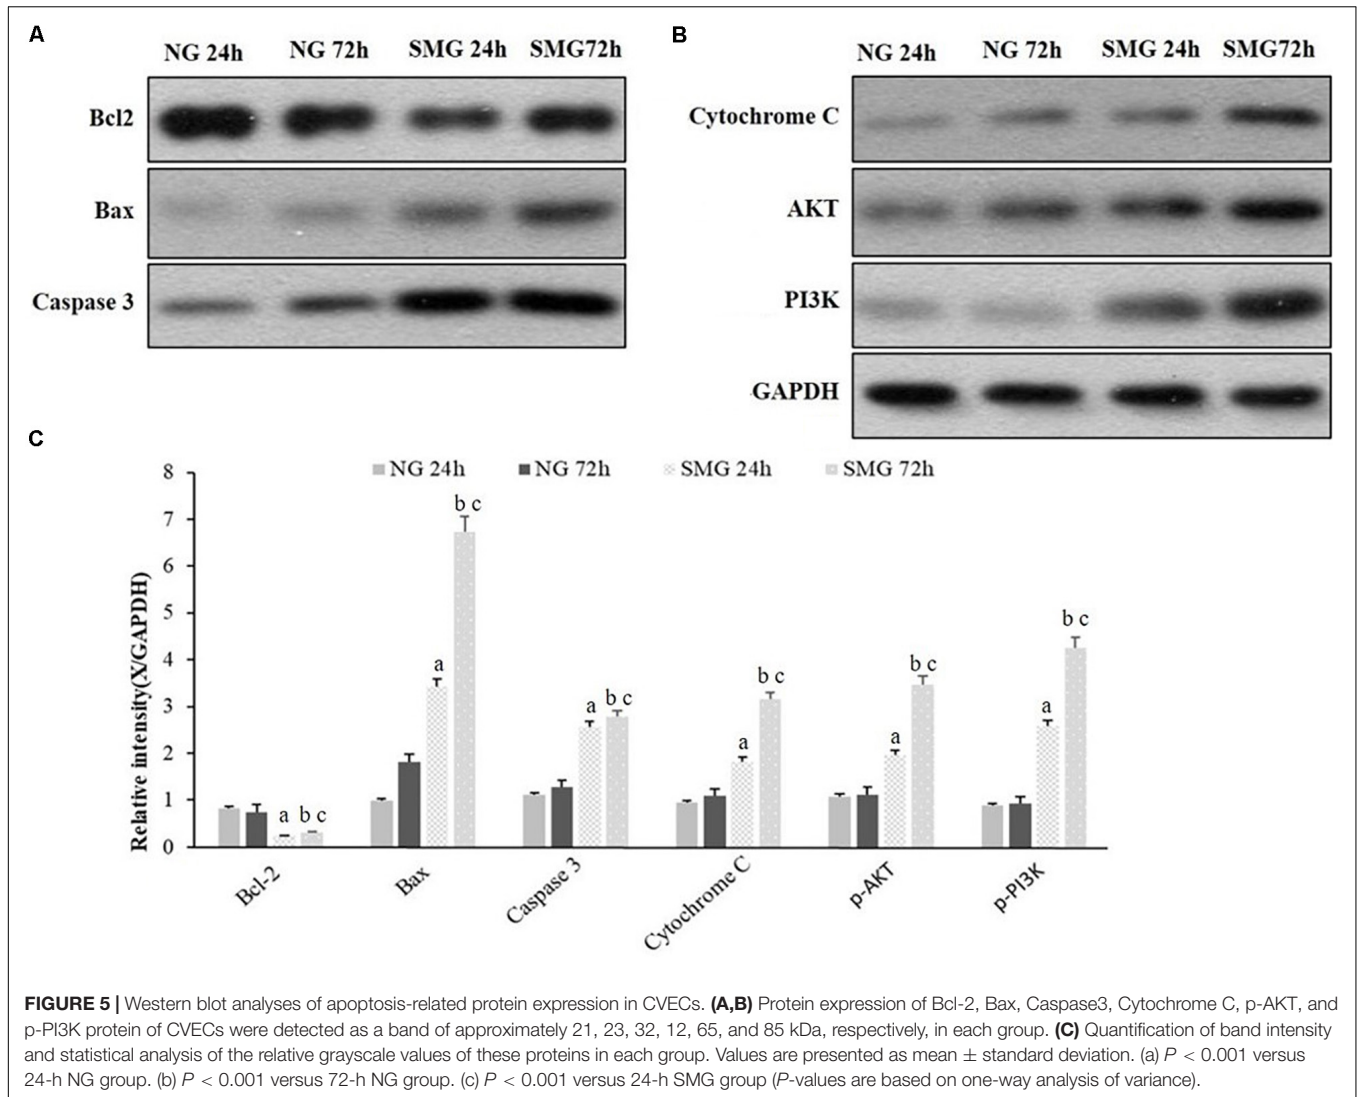 A
NG 24h NG 72h SMG 24h SMG72h
Bcl2
Bax
Caspase 3
B
NG 24h NG 72h SMG 24h SMG72h
Cytochrome C
AKT
PI3K
GAPDH
C
NG 24h NG 72h SMG 24h SMG 72h
Relative intensity(X/GAPDH)
8
7
6
5
4
3
2
1
0
a b c
a b c
a b c
a b c
a b c
a b c
Bcl-2 Bax Caspase 3 Cytochrome C p-AKT p-PI3K
FIGURE 5 | Western blot analyses of apoptosis-related protein expression in CVECs. (A,B) Protein expression of Bcl-2, Bax, Caspase3, Cytochrome C, p-AKT, and
p-PI3K protein of CVECs were detected as a band of approximately 21, 23, 32, 12, 65, and 85 kDa, respectively, in each group. (C) Quantification of band intensity
and statistical analysis of the relative grayscale values of these proteins in each group. Values are presented as mean ± standard deviation. (a) P < 0.001 versus
24-h NG group. (b) P < 0.001 versus 72-h NG group. (c) P < 0.001 versus 24-h SMG group (P-values are based on one-way analysis of variance).